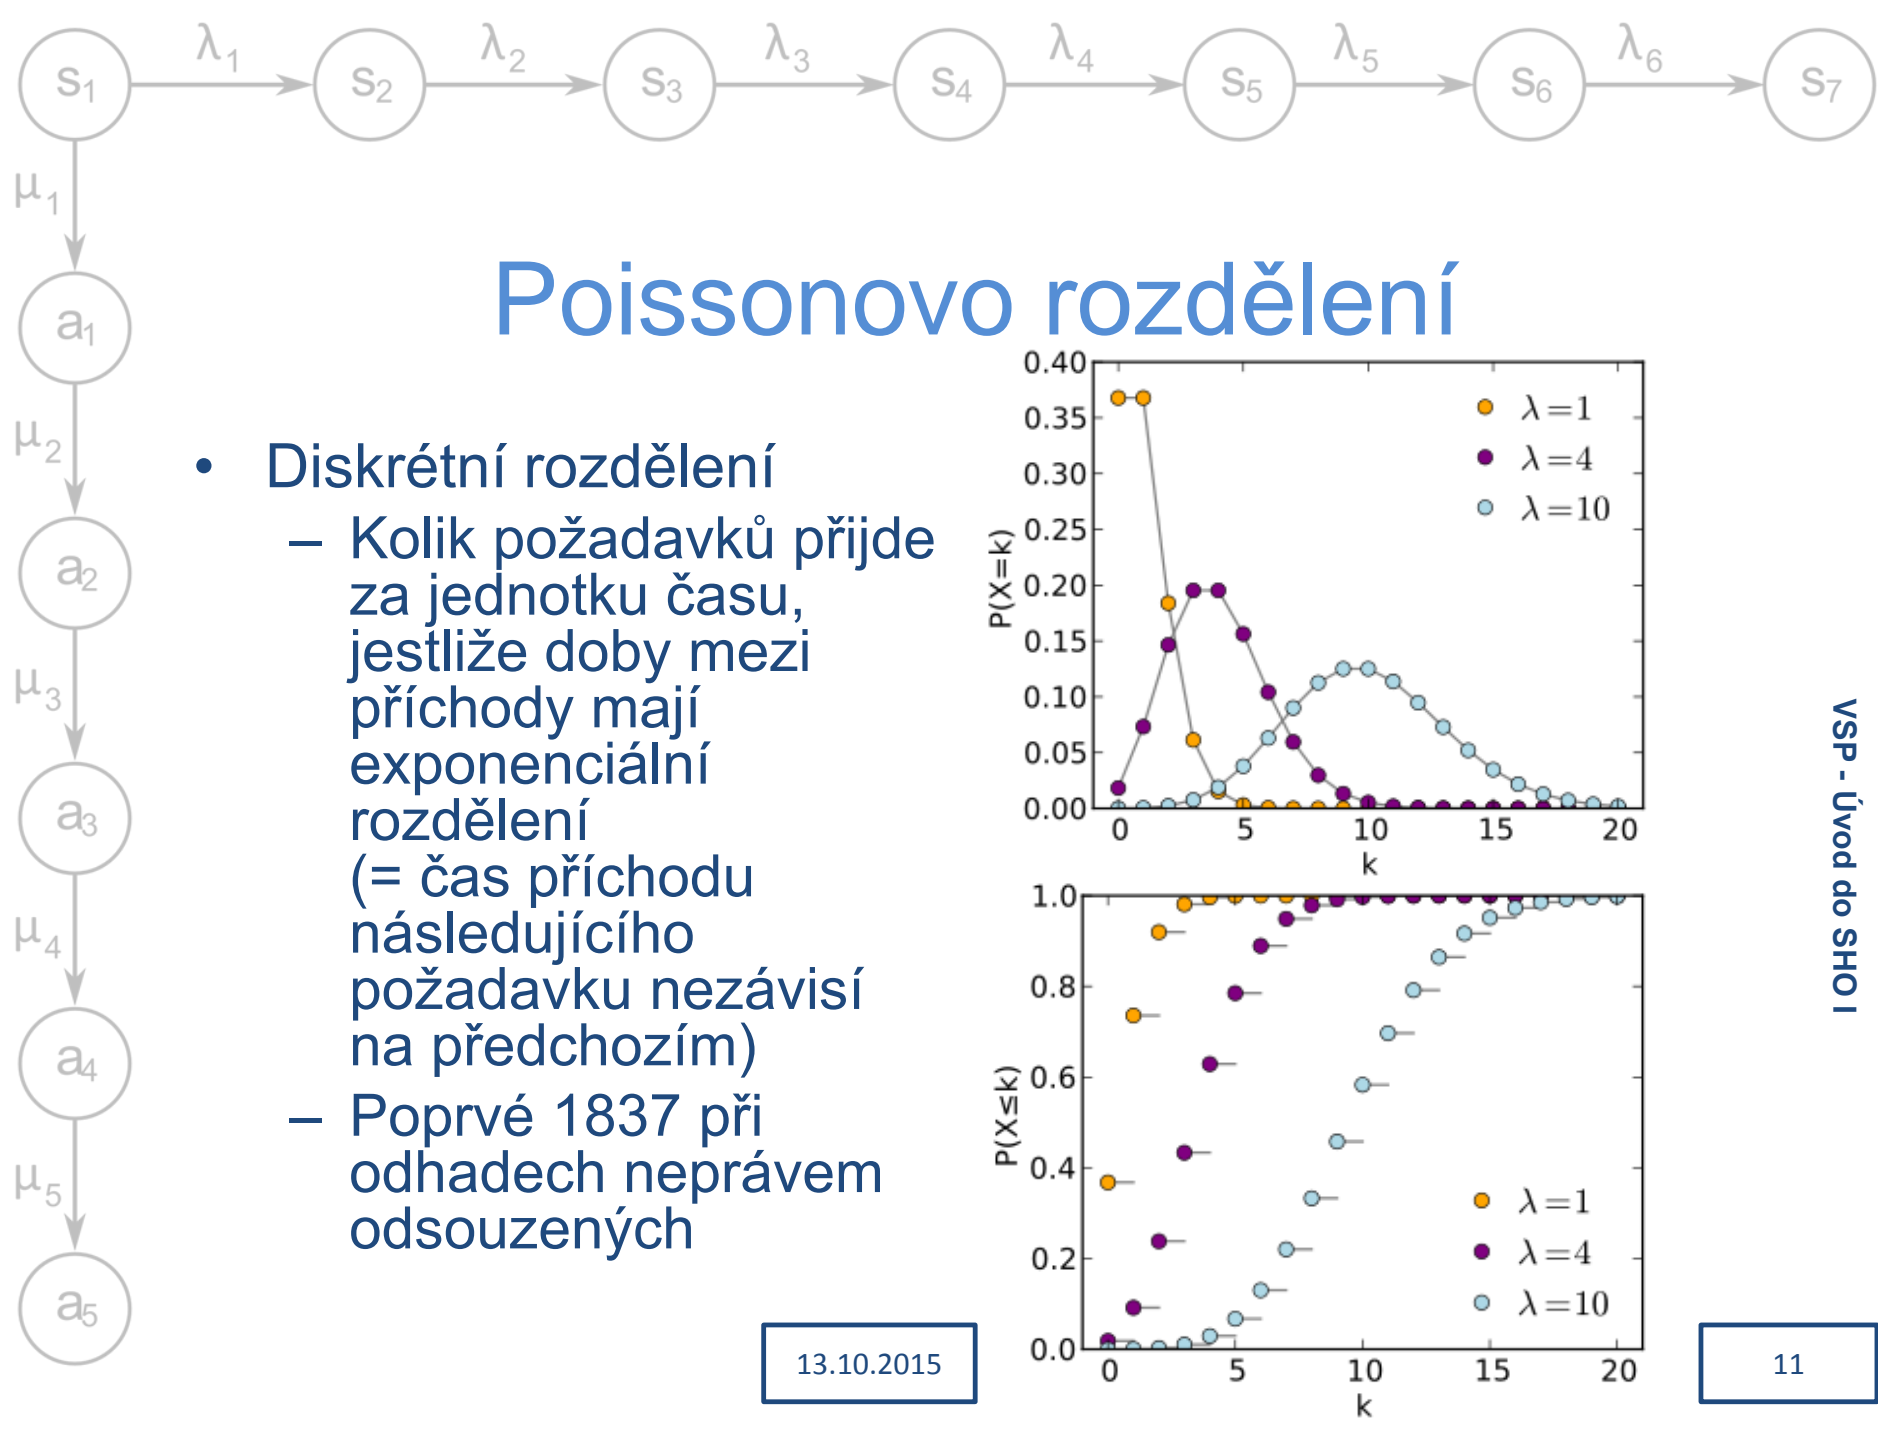 λ1 λ2 λ3 λ4 λ5 λ6
s1 s2 s3 s4 s5 s6 s7
μ1
a1
μ2
a2
μ3
a3
μ4
a4
μ5
a5
Poissonovo rozdělení
• Diskrétní rozdělení
– Kolik požadavků přijde
za jednotku času,
jestliže doby mezi
příchody mají
exponenciální
rozdělení
(= čas příchodu
následujícího
požadavku nezávisí
na předchozím)
– Poprvé 1837 při
odhadech neprávem
odsouzených
0.40
0.35
0.30
0.25
0.20
0.15
0.10
0.05
0.00
P(X=k)
λ=1
λ=4
λ=10
0 5 10 15 20
k
1.0
0.8
0.6
0.4
0.2
0.0
P(X≤k)
λ=1
λ=4
λ=10
0 5 10 15 20
k
VSP - Úvod do SHO I
13.10.2015
11